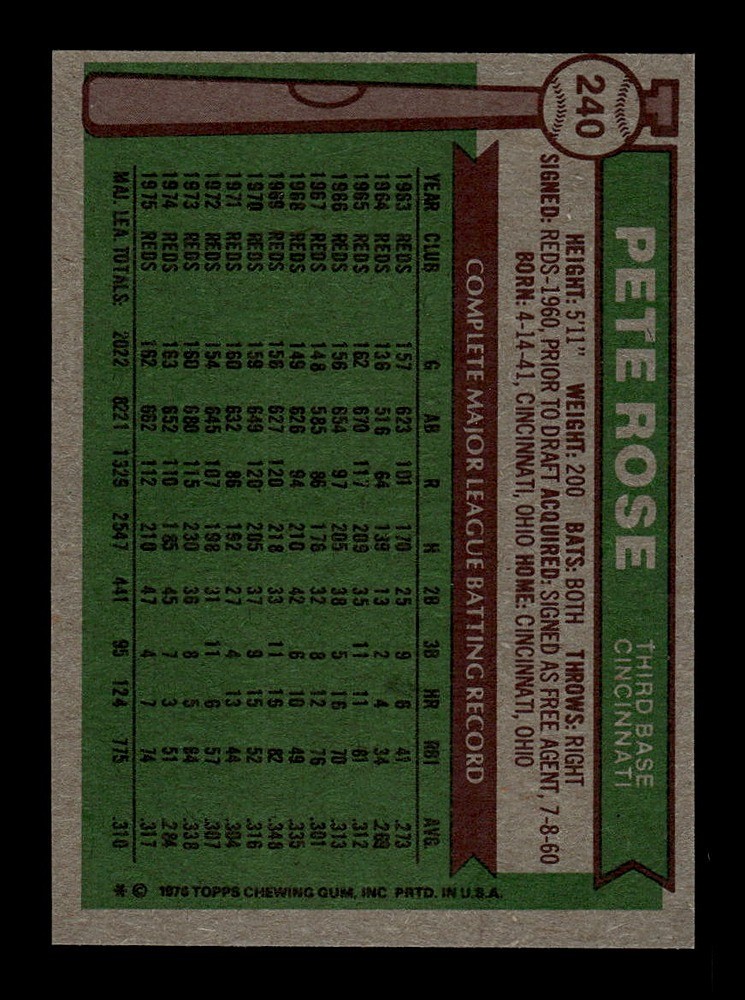 240
PETE ROSE
THIRD BASE
CINCINNATI
HEIGHT: 5'11" WEIGHT: 200 BATS: BOTH THROWS: RIGHT
SIGNED: REDS-1960, PRIOR TO DRAFT ACQUIRED: SIGNED AS FREE AGENT, 7-8-60
BORN: 4-14-41, CINCINNATI, OHIO HOME: CINCINNATI, OHIO
COMPLETE MAJOR LEAGUE BATTING RECORD
YEAR CLUB G AB R H 2B 3B HR RBI AVG.
1963 REDS 157 623 101 170 25 9 6 41 .273
1964 REDS 136 516 64 139 13 2 4 34 .269
1965 REDS 162 670 117 209 35 11 11 81 .312
1966 REDS 156 654 97 205 38 5 16 70 .313
1967 REDS 148 585 86 176 32 8 12 76 .301
1968 REDS 149 626 94 210 42 6 10 49 .335
1969 REDS 156 627 120 218 33 11 16 82 .348
1970 REDS 159 649 120 205 37 9 15 52 .316
1971 REDS 160 632 86 192 27 4 13 44 .304
1972 REDS 154 645 107 198 31 11 6 57 .307
1973 REDS 160 680 115 230 36 8 5 64 .338
1974 REDS 163 652 110 185 45 7 3 51 .284
1975 REDS 162 662 112 210 47 4 7 74 .317
MAJ. LEA. TOTALS: 2022 8221 1329 2547 441 95 124 775 .310
* © 1976 TOPPS CHEWING GUM, INC. PRTD. IN U.S.A.